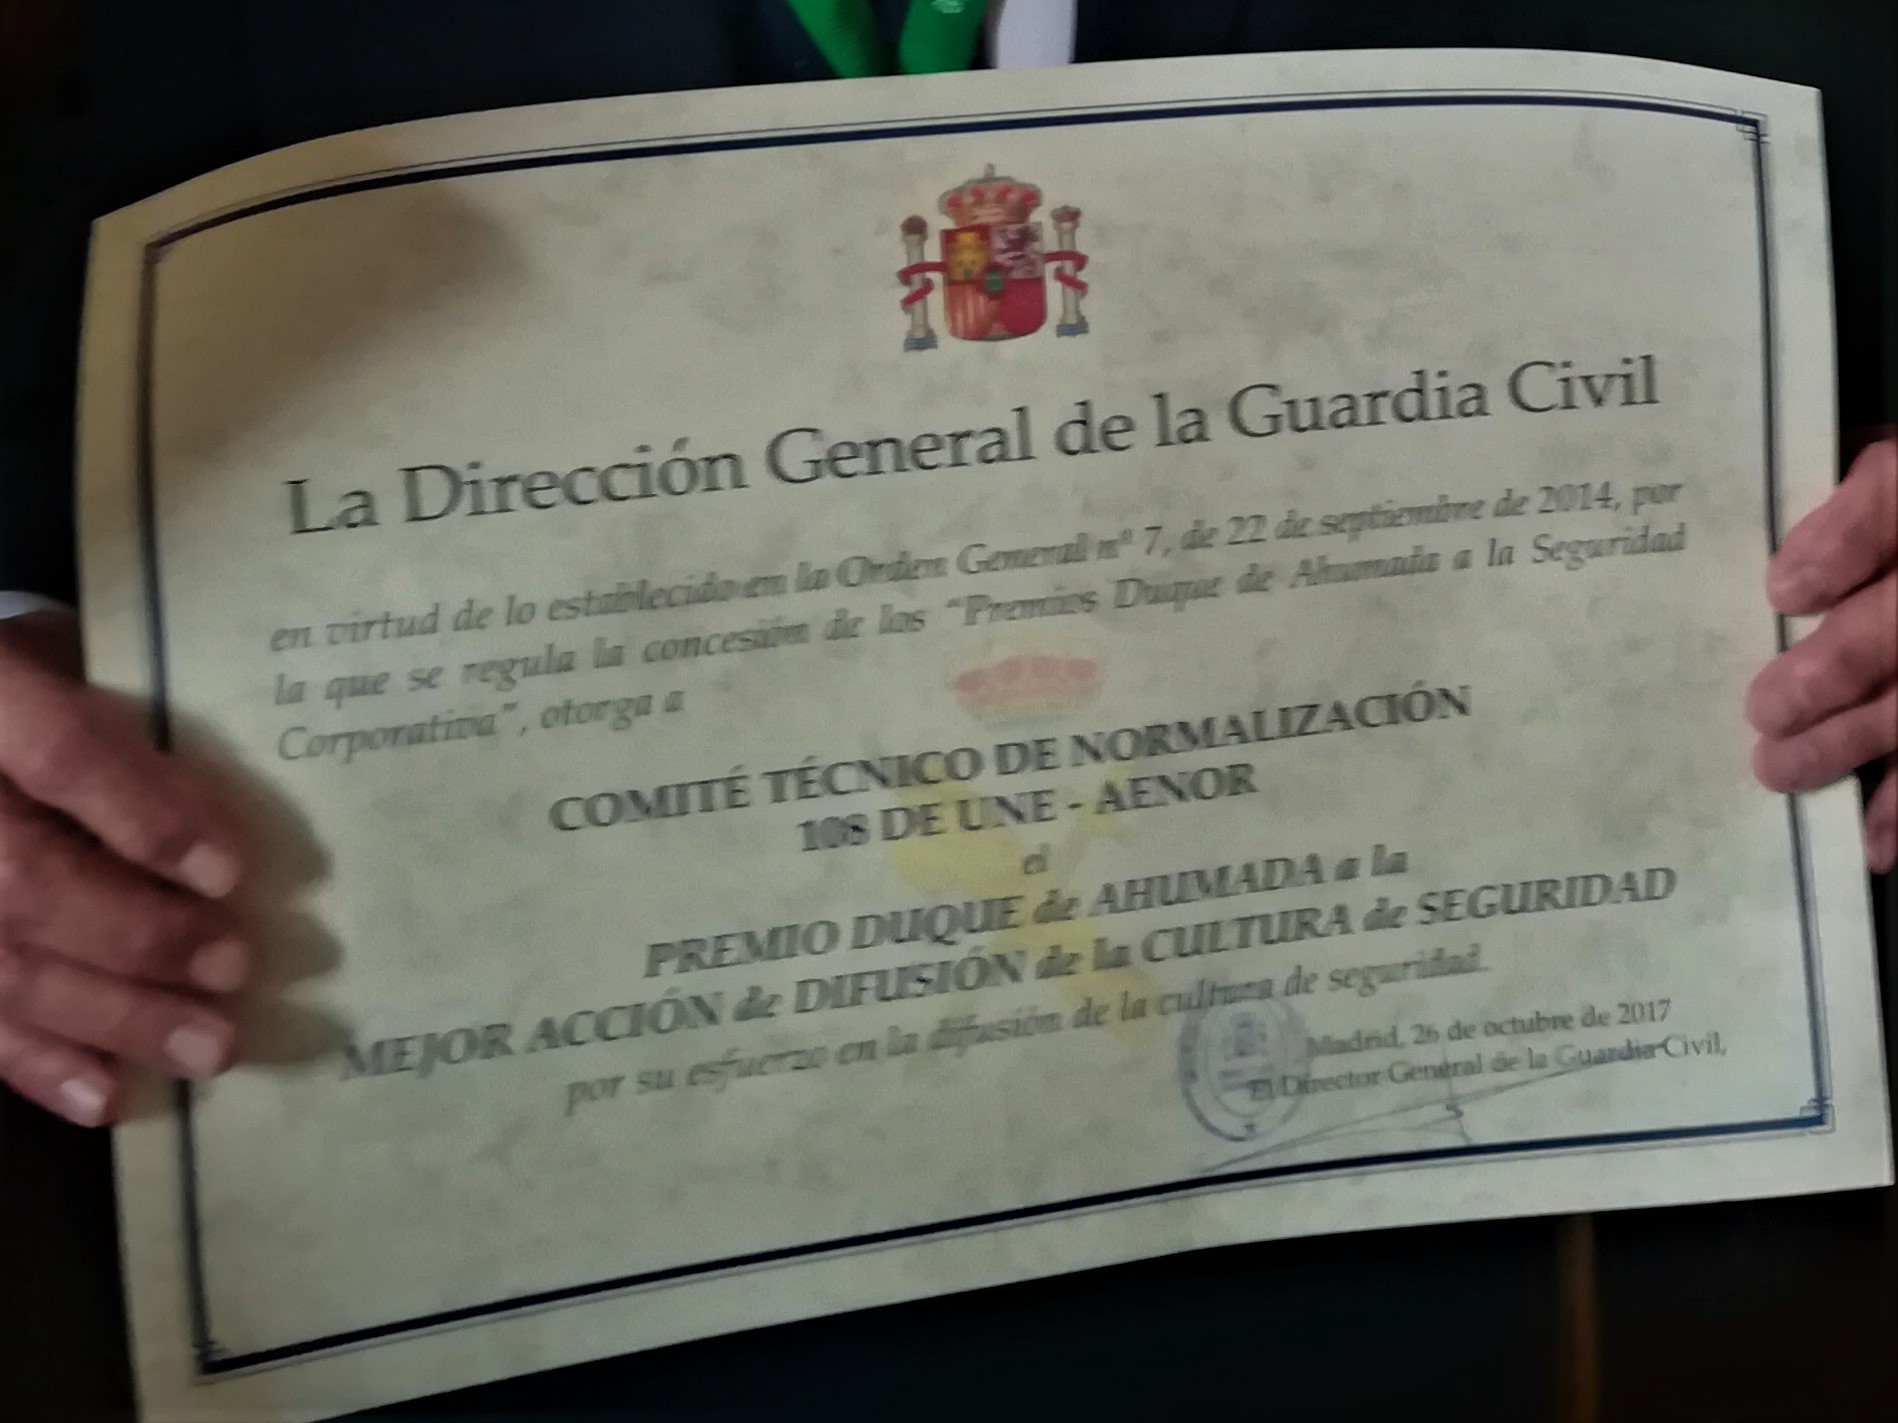 La Dirección General de la Guardia Civil
en virtud de lo establecido en la Orden General nº 7, de 22 de septiembre de 2014, por
la que se regula la concesión de los "Premios Duque de Ahumada a la Seguridad
Corporativa", otorga a
COMITÉ TÉCNICO DE NORMALIZACIÓN
108 DE UNE - AENOR
el
PREMIO DUQUE de AHUMADA a la
MEJOR ACCIÓN de DIFUSIÓN de la CULTURA de SEGURIDAD
por su esfuerzo en la difusión de la cultura de seguridad.
Madrid, 26 de octubre de 2017
El Director General de la Guardia Civil,